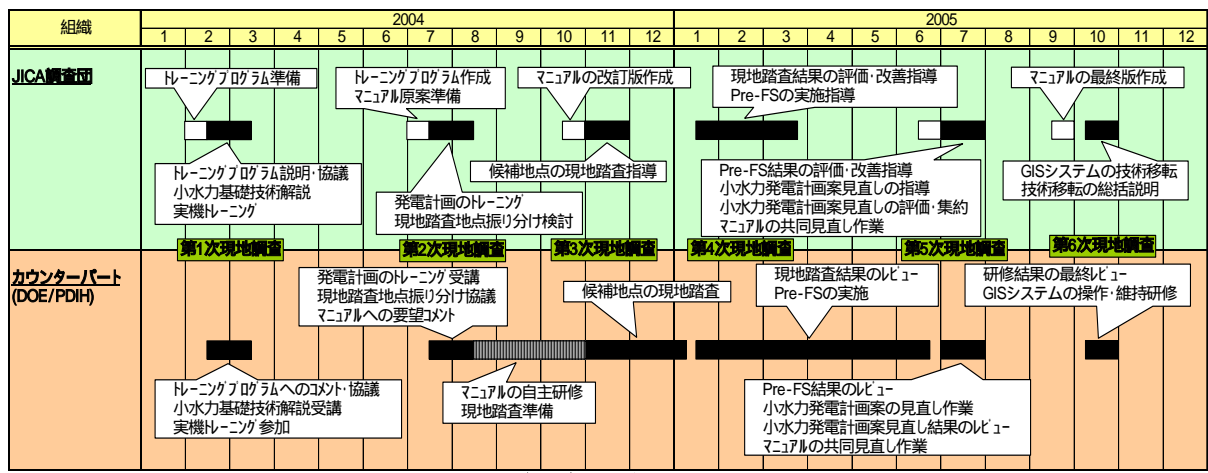 組織
2004
2005
1 2 3 4 5 6 7 8 9 10 11 12 1 2 3 4 5 6 7 8 9 10 11 12
JICA調査団
トレーニングプログラム準備
トレーニングプログラム作成
マニュアル原案準備
マニュアルの改訂版作成
現地踏査結果の評価・改善指導
Pre-FSの実施指導
マニュアルの最終版作成
トレーニングプログラム説明・協議
小水力基礎技術解説
実機トレーニング
発電計画のトレーニング
現地踏査地点振り分け検討
候補地点の現地踏査指導
Pre-FS結果の評価・改善指導
小水力発電計画案見直しの指導
小水力発電計画案見直しの評価・集約
マニュアルの共同見直し作業
GISシステムの技術移転
技術移転の総括説明
第1次現地調査
第2次現地調査
第3次現地調査
第4次現地調査
第5次現地調査
第6次現地調査
カウンターパート
(DOE/PDIH)
発電計画のトレーニング受講
現地踏査地点振り分け協議
マニュアルへの要望コメント
候補地点の現地踏査
現地踏査結果のレビュー
Pre-FSの実施
研修結果の最終レビュー
GISシステムの操作・維持研修
トレーニングプログラムへのコメント・協議
小水力基礎技術解説受講
実機トレーニング参加
マニュアルの自主研修
現地踏査準備
Pre-FS結果のレビュー
小水力発電計画案の見直し作業
小水力発電計画案見直し結果のレビュー
マニュアルの共同見直し作業